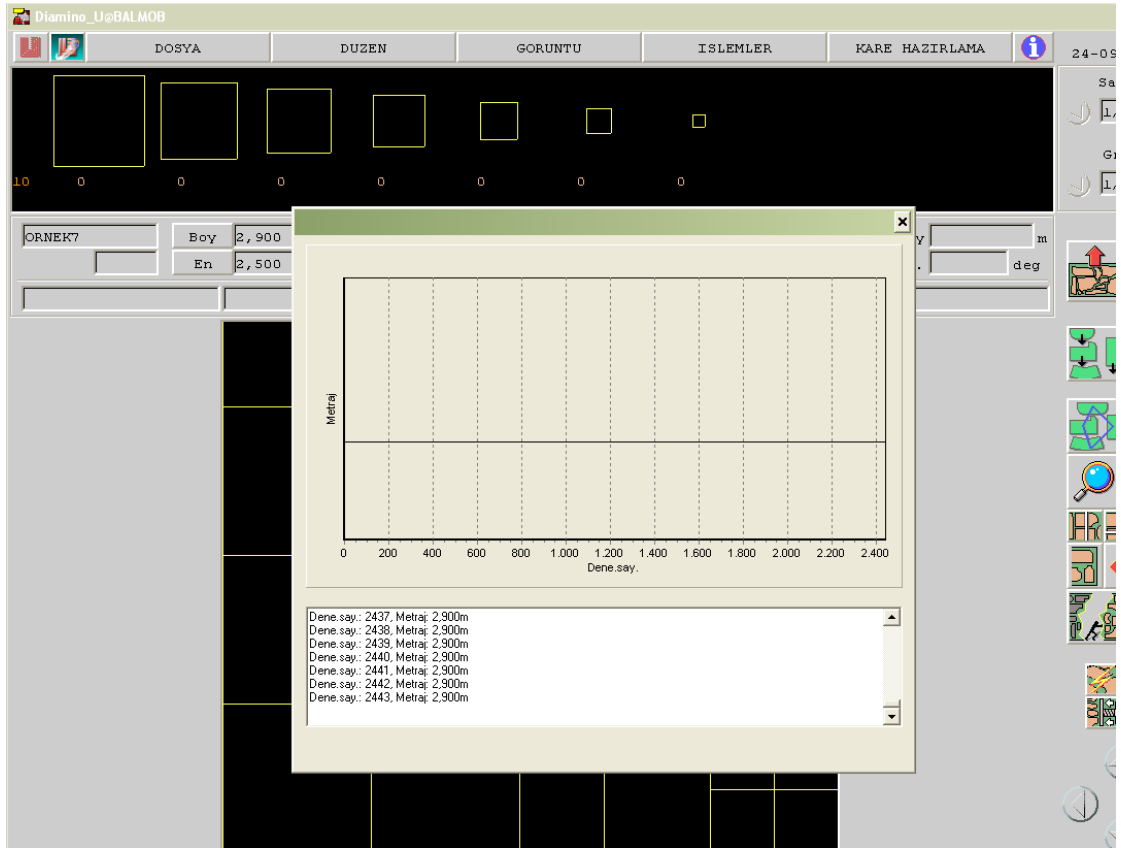 Diamino_U@BALMOB
DOSYA DUZEN GORUNTU ISLEMLER KARE HAZIRLAMA
24-09
Sa
1,
Gr
1,
10 0 0 0 0 0 0 0
ORNEK7 Boy 2,900 y m
En 2,500 . deg
Metraj
0 200 400 600 800 1.000 1.200 1.400 1.600 1.800 2.000 2.200 2.400
Dene.say.
Dene.say.: 2437, Metraj: 2,900m
Dene.say.: 2438, Metraj: 2,900m
Dene.say.: 2439, Metraj: 2,900m
Dene.say.: 2440, Metraj: 2,900m
Dene.say.: 2441, Metraj: 2,900m
Dene.say.: 2442, Metraj: 2,900m
Dene.say.: 2443, Metraj: 2,900m